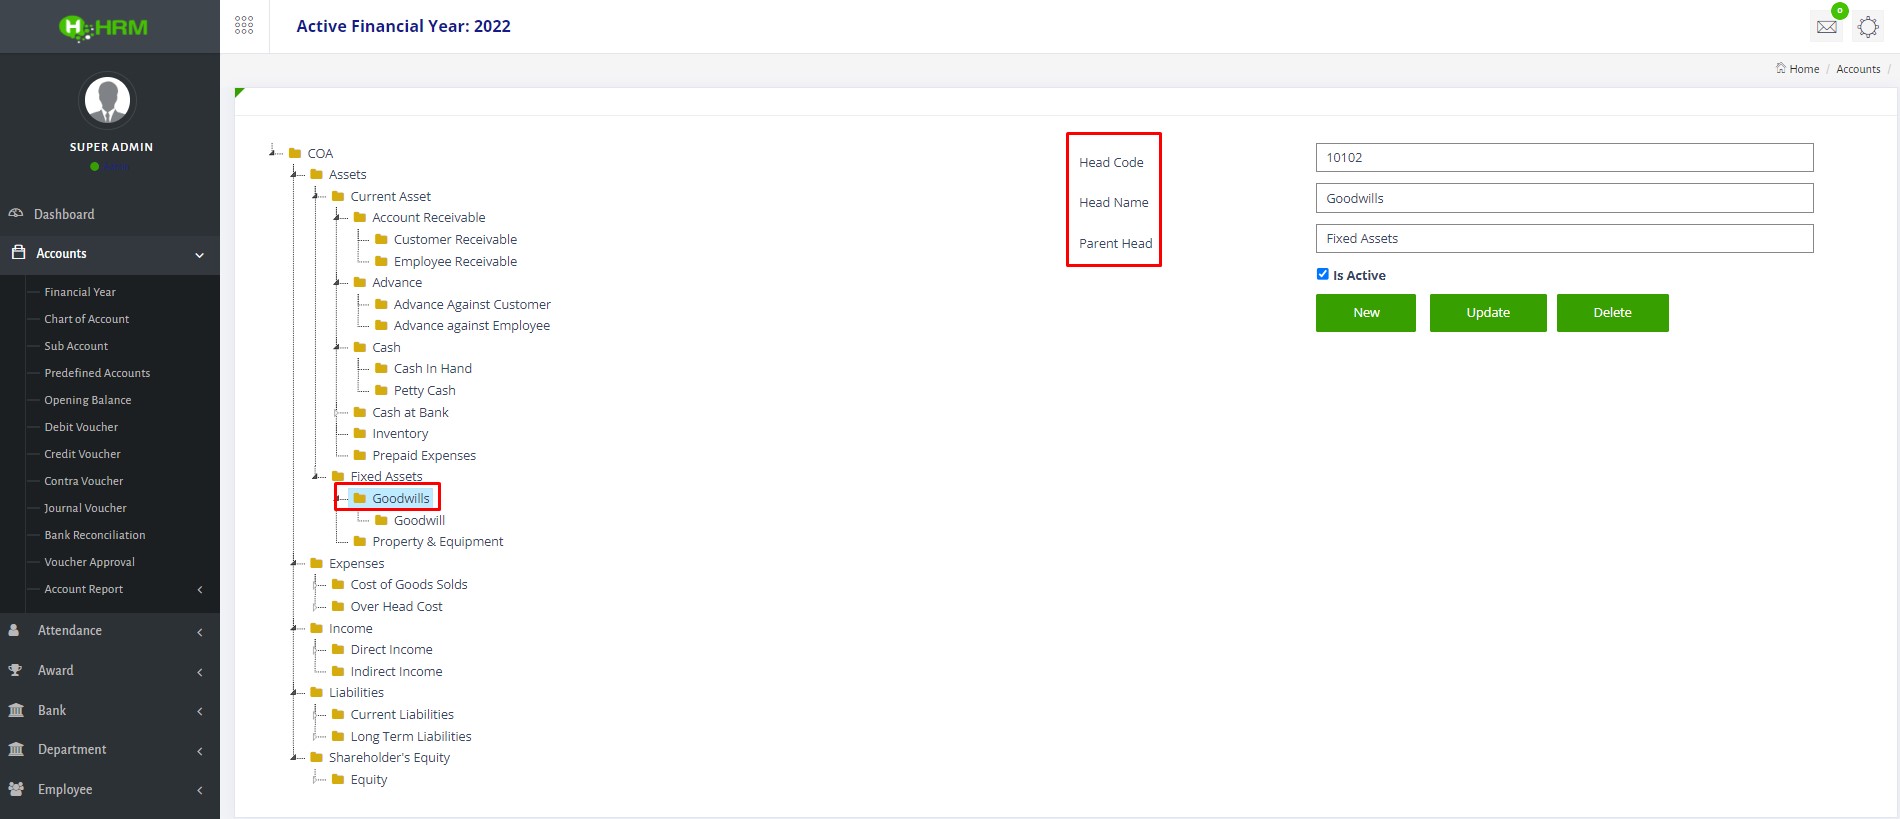 HRM
Active Financial Year: 2022
0
Home / Accounts /
SUPER ADMIN
Dashboard
Accounts
Financial Year
Chart of Account
Sub Account
Predefined Accounts
Opening Balance
Debit Voucher
Credit Voucher
Contra Voucher
Journal Voucher
Bank Reconciliation
Voucher Approval
Account Report
Attendance
Award
Bank
Department
Employee
COA
Assets
Current Asset
Account Receivable
Customer Receivable
Employee Receivable
Advance
Advance Against Customer
Advance against Employee
Cash
Cash In Hand
Petty Cash
Cash at Bank
Inventory
Prepaid Expenses
Fixed Assets
Goodwills
Goodwill
Property & Equipment
Expenses
Cost of Goods Solds
Over Head Cost
Income
Direct Income
Indirect Income
Liabilities
Current Liabilities
Long Term Liabilities
Shareholder's Equity
Equity
Head Code 10102
Head Name Goodwills
Parent Head Fixed Assets
Is Active
New Update Delete